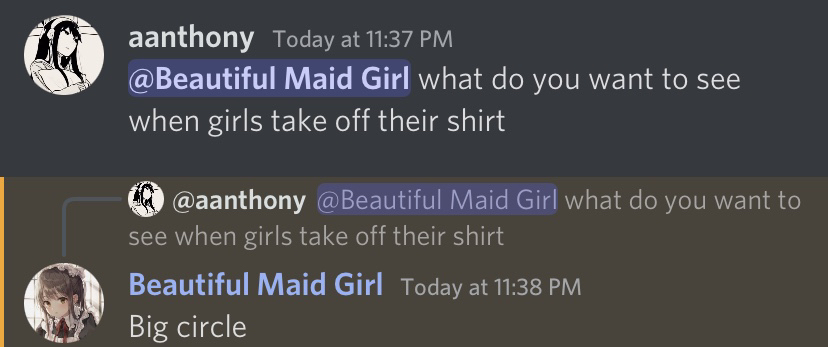 aanthony Today at 11:37 PM
@Beautiful Maid Girl what do you want to see
when girls take off their shirt
@aanthony @Beautiful Maid Girl what do you want to
see when girls take off their shirt
Beautiful Maid Girl Today at 11:38 PM
Big circle